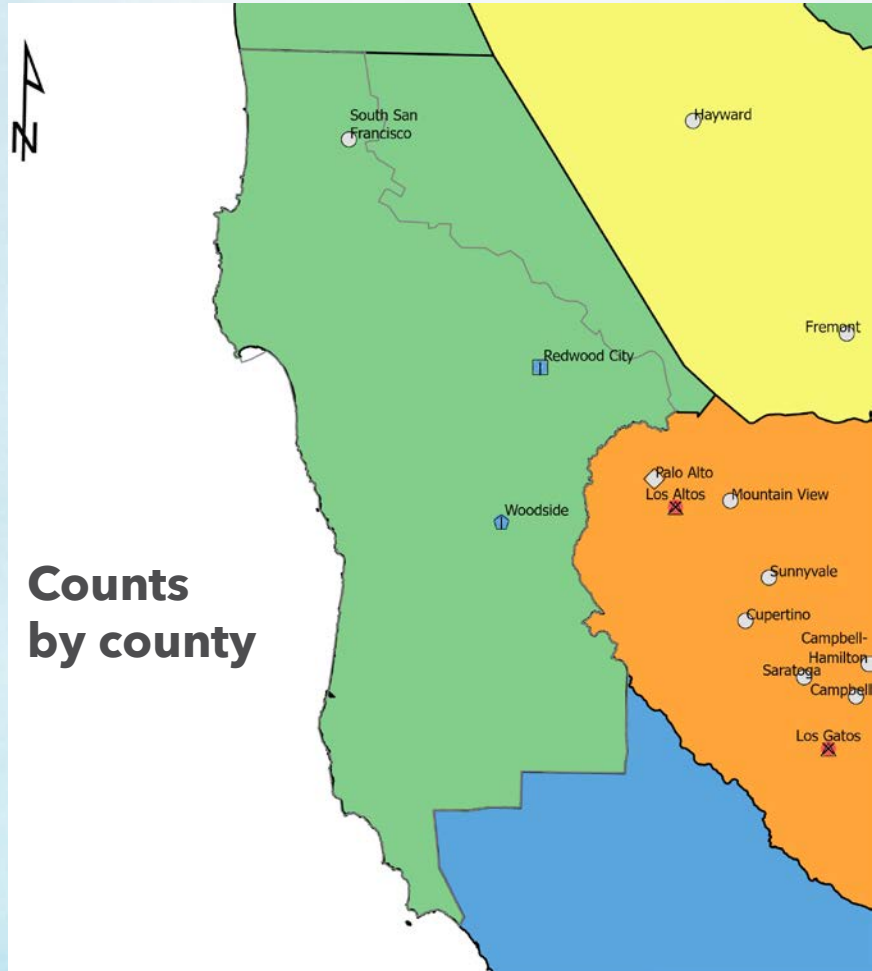 South San
Francisco
Hayward
N
Fremont
Redwood City
Palo Alto
Los Altos
Mountain View
Woodside
Sunnyvale
Counts
by county
Cupertino
Campbell-
Hamilton
Saratoga
Campbell
Los Gatos